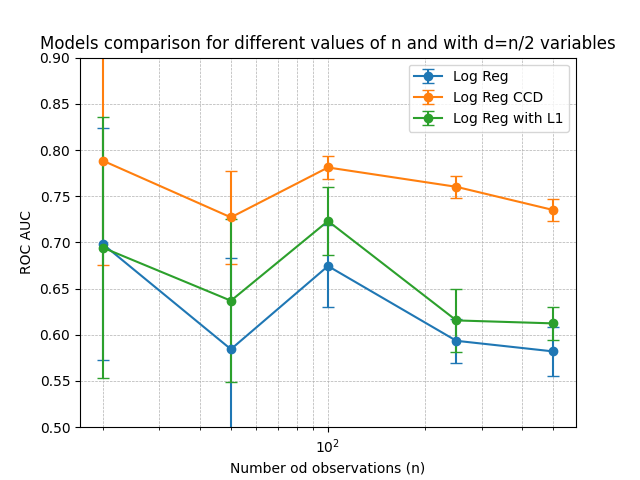 Models comparison for different values of n and with d=n/2 variables
0.90
0.85
0.80
0.75
0.70
0.65
0.60
0.55
0.50
ROC AUC
Log Reg
Log Reg CCD
Log Reg with L1
10²
Number od observations (n)